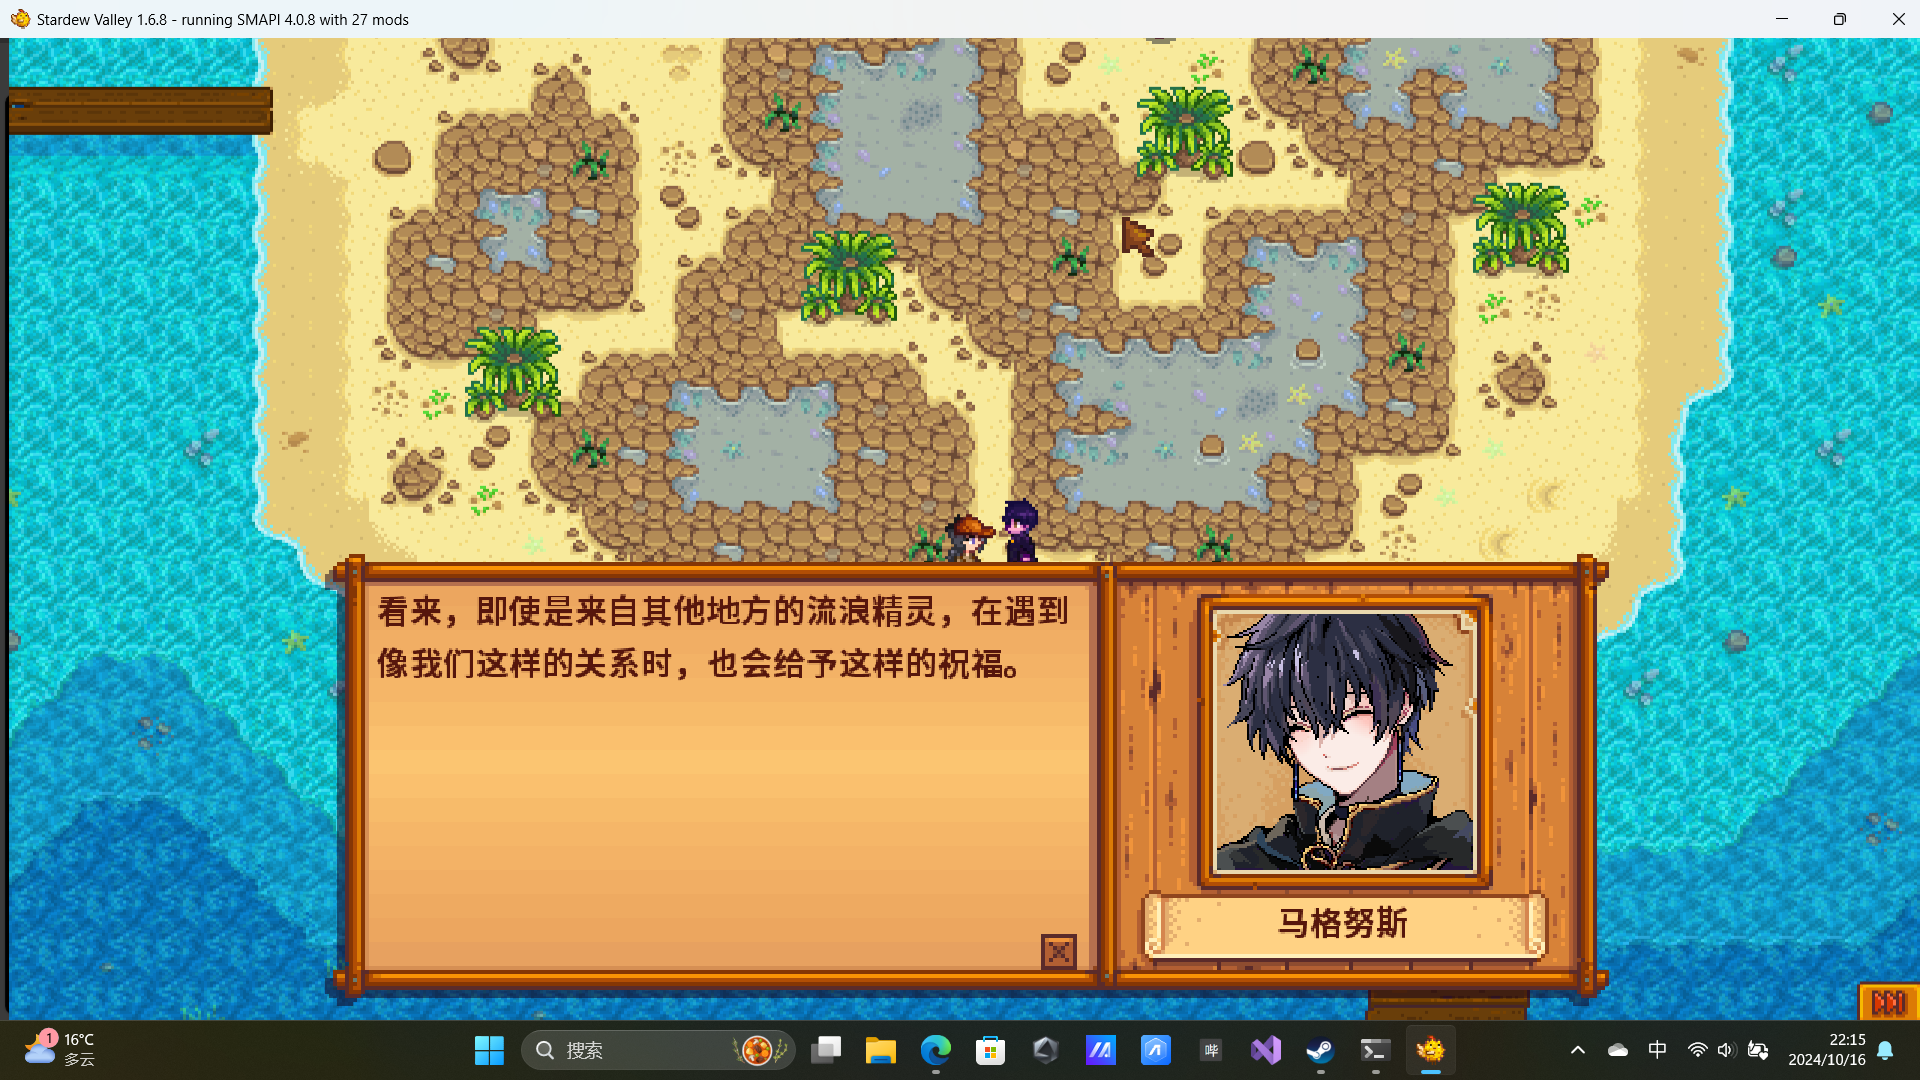 Stardew Valley 1.6.8 - running SMAPI 4.0.8 with 27 mods
看来，即使是来自其他地方的流浪精灵，在遇到
像我们这样的关系时，也会给予这样的祝福。
马格努斯
1
16°C
多云
搜索
哔
中
22:15
2024/10/16